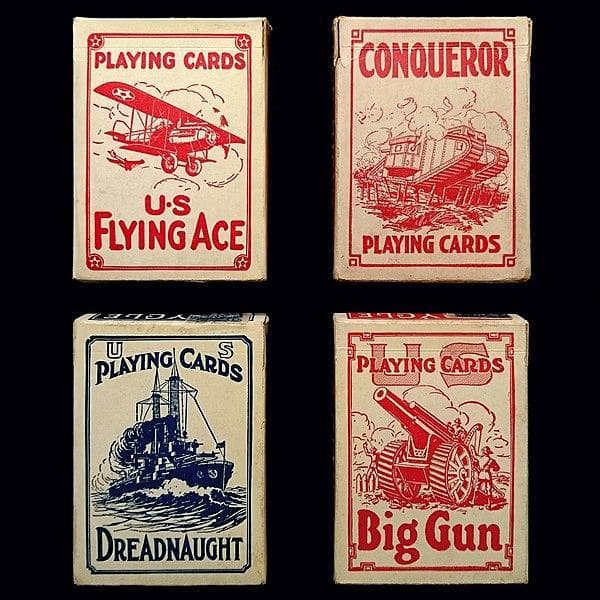 PLAYING CARDS
U·S
FLYING ACE
CONQUEROR
PLAYING CARDS
U S
PLAYING CARDS
DREADNAUGHT
US
PLAYING CARDS
Big Gun